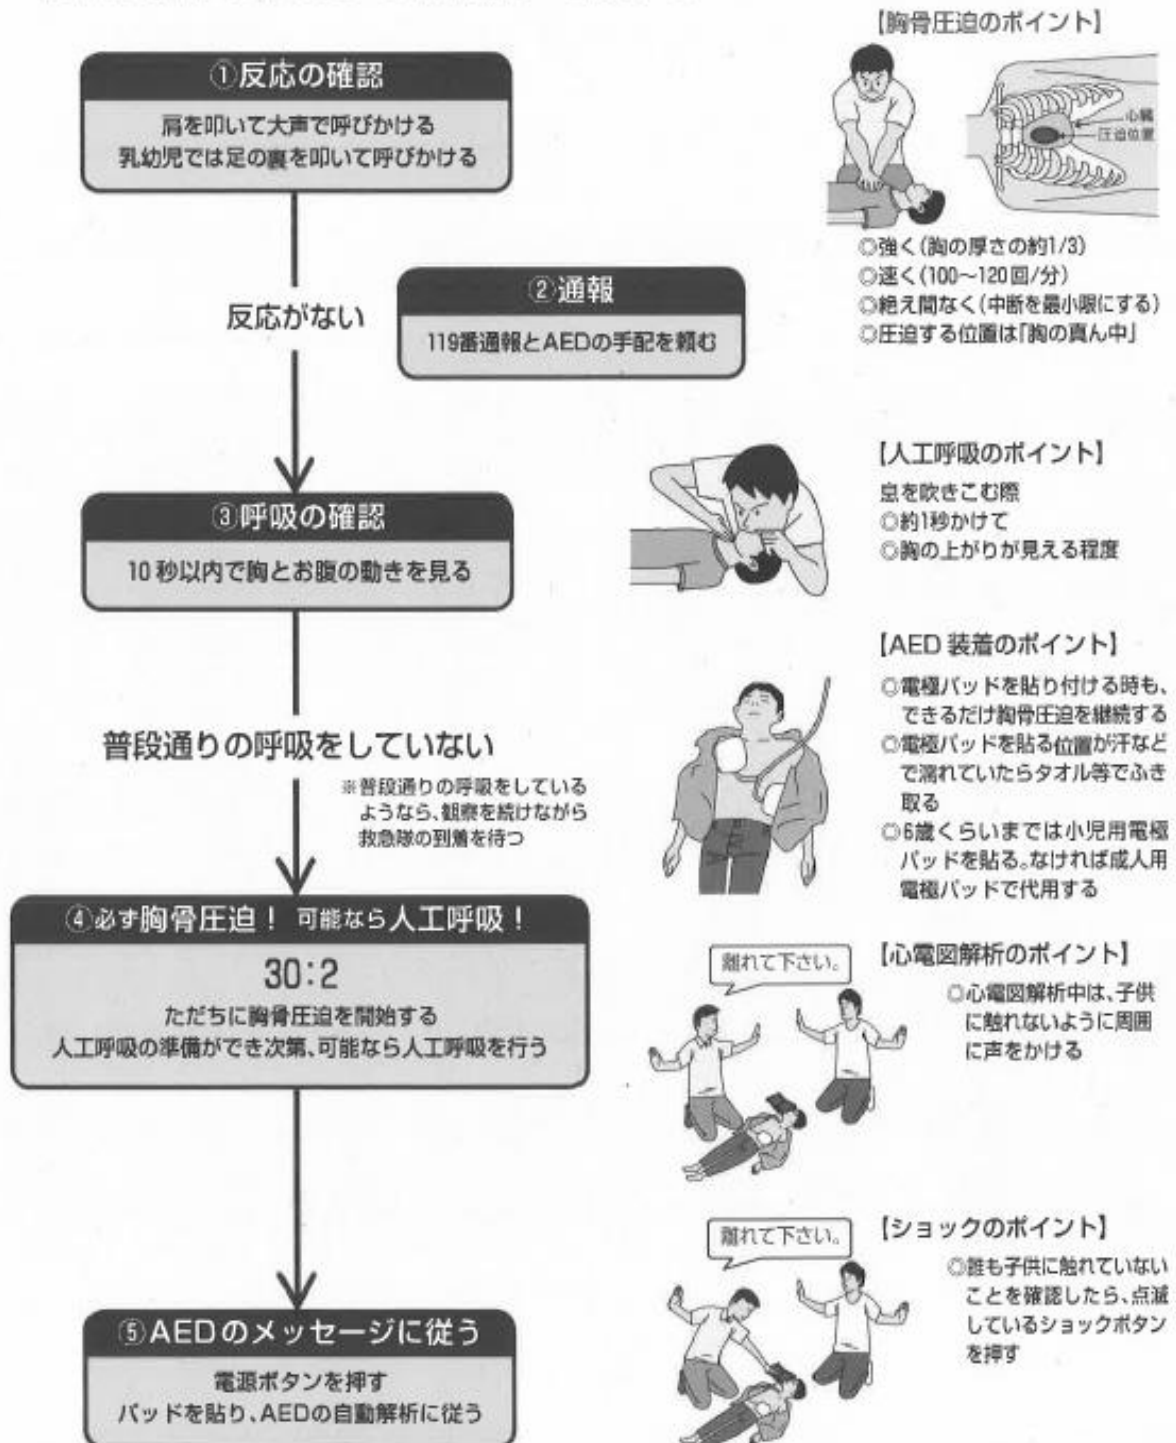 ①反応の確認
肩を叩いて大声で呼びかける
乳幼児では足の裏を叩いて呼びかける
反応がない
②通報
119番通報とAEDの手配を頼む
③呼吸の確認
10秒以内で胸とお腹の動きを見る
普段通りの呼吸をしていない
※普段通りの呼吸をしている
ようなら、観察を続けながら
救急隊の到着を待つ
④必ず胸骨圧迫！ 可能なら人工呼吸！
30：2
ただちに胸骨圧迫を開始する
人工呼吸の準備ができ次第、可能なら人工呼吸を行う
⑤AEDのメッセージに従う
電源ボタンを押す
パッドを貼り、AEDの自動解析に従う
【胸骨圧迫のポイント】
心臓
圧迫位置
◎強く（胸の厚さの約1/3）
◎速く（100～120回/分）
◎絶え間なく（中断を最小限にする）
◎圧迫する位置は「胸の真ん中」
【人工呼吸のポイント】
息を吹きこむ際
◎約1秒かけて
◎胸の上がりが見える程度
【AED 装着のポイント】
◎電極パッドを貼り付ける時も、
できるだけ胸骨圧迫を継続する
◎電極パッドを貼る位置が汗など
で濡れていたらタオル等でふき
取る
◎6歳くらいまでは小児用電極
パッドを貼る。なければ成人用
電極パッドで代用する
離れて下さい。
【心電図解析のポイント】
◎心電図解析中は、子供
に触れないように周囲
に声をかける
離れて下さい。
【ショックのポイント】
◎誰も子供に触れていない
ことを確認したら、点滅
しているショックボタン
を押す